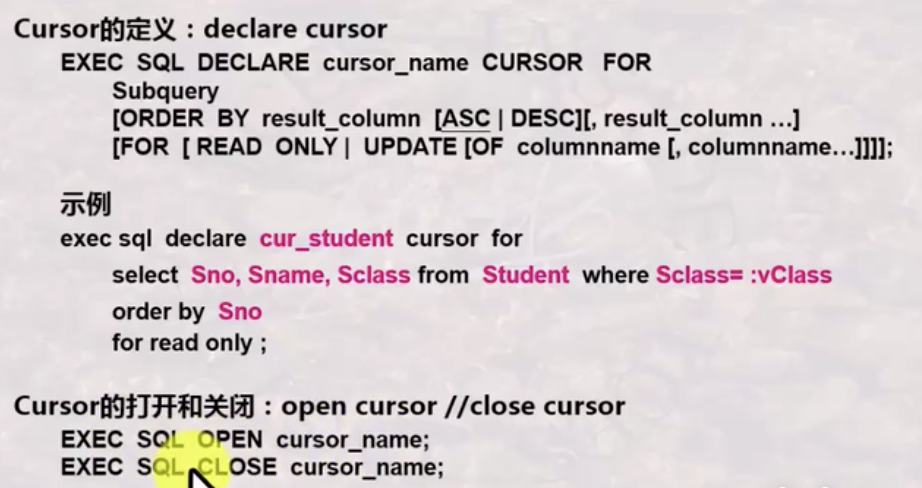 Cursor的定义：declare cursor
EXEC SQL DECLARE cursor_name CURSOR FOR
Subquery
[ORDER BY result_column [ASC | DESC][, result_column …]
[FOR [ READ ONLY | UPDATE [OF columnname [, columnname…]]]];
示例
exec sql declare cur_student cursor for
select Sno, Sname, Sclass from Student where Sclass= :vClass
order by Sno
for read only ;
Cursor的打开和关闭：open cursor //close cursor
EXEC SQL OPEN cursor_name;
EXEC SQL CLOSE cursor_name;